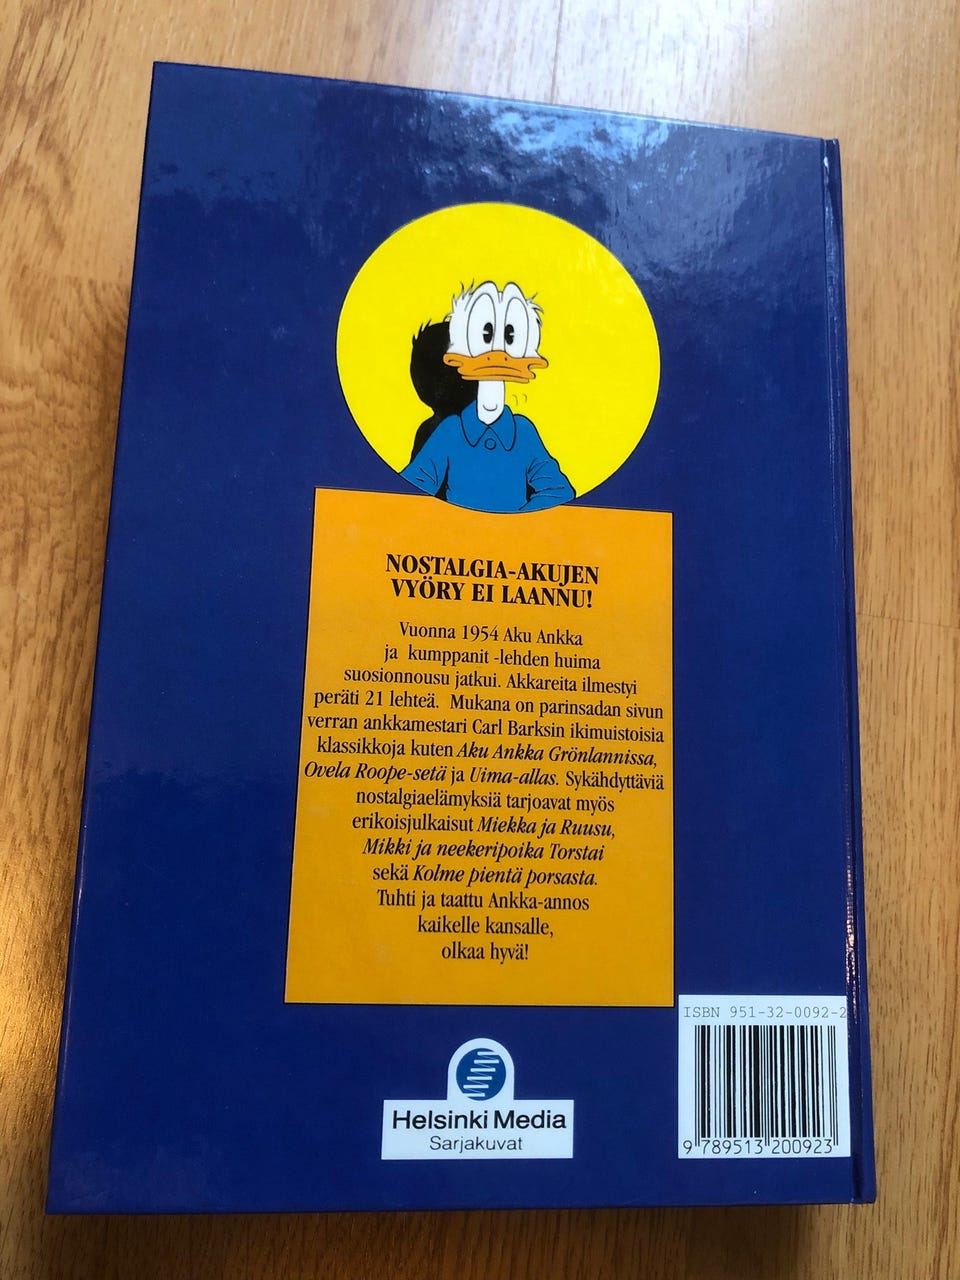 NOSTALGIA-AKUJEN
VYÖRY EI LAANNU!
Vuonna 1954 Aku Ankka
ja kumppanit -lehden huima
suosionnousu jatkui. Akkareita ilmestyi
peräti 21 lehteä. Mukana on parinsadan sivun
verran ankkamestari Carl Barksin ikimuistoisia
klassikkoja kuten Aku Ankka Grönlannissa,
Ovela Roope-setä ja Uima-allas. Sykähdyttäviä
nostalgiaelämyksiä tarjoavat myös
erikoisjulkaisut Miekka ja Ruusu,
Mikki ja neekeripoika Torstai
sekä Kolme pientä porsasta.
Tuhti ja taattu Ankka-annos
kaikelle kansalle,
olkaa hyvä!
ISBN 951-32-0092-2
9 789513 200923
Helsinki Media
Sarjakuvat